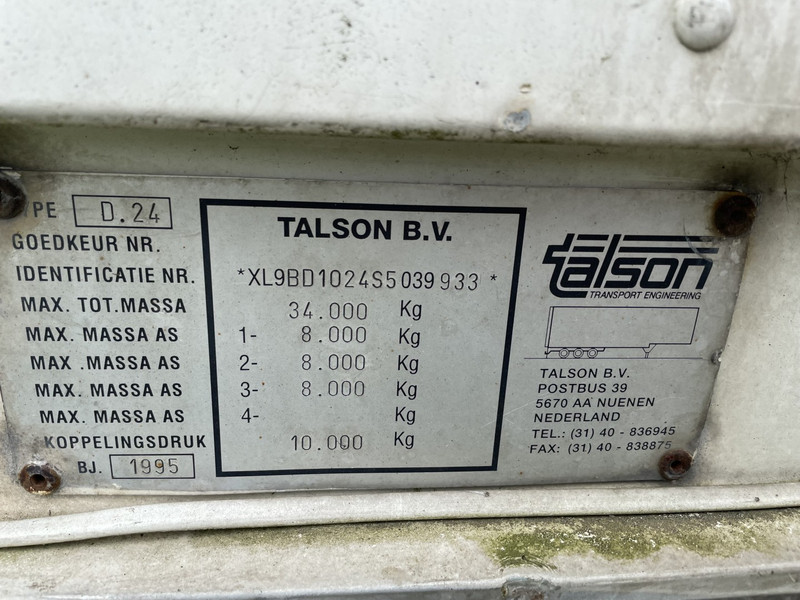 YPE D.24
TALSON B.V.
GOEDKEUR NR.
IDENTIFICATIE NR. *XL9BD1024S5039933*
MAX. TOT.MASSA 34.000 Kg
MAX. MASSA AS 1- 8.000 Kg
MAX .MASSA AS 2- 8.000 Kg
MAX. MASSA AS 3- 8.000 Kg
MAX. MASSA AS 4- Kg
KOPPELINGSDRUK 10.000 Kg
BJ. 1995
talson
TRANSPORT ENGINEERING
TALSON B.V.
POSTBUS 39
5670 AA NUENEN
NEDERLAND
TEL.: (31) 40 - 836945
FAX: (31) 40 - 838875